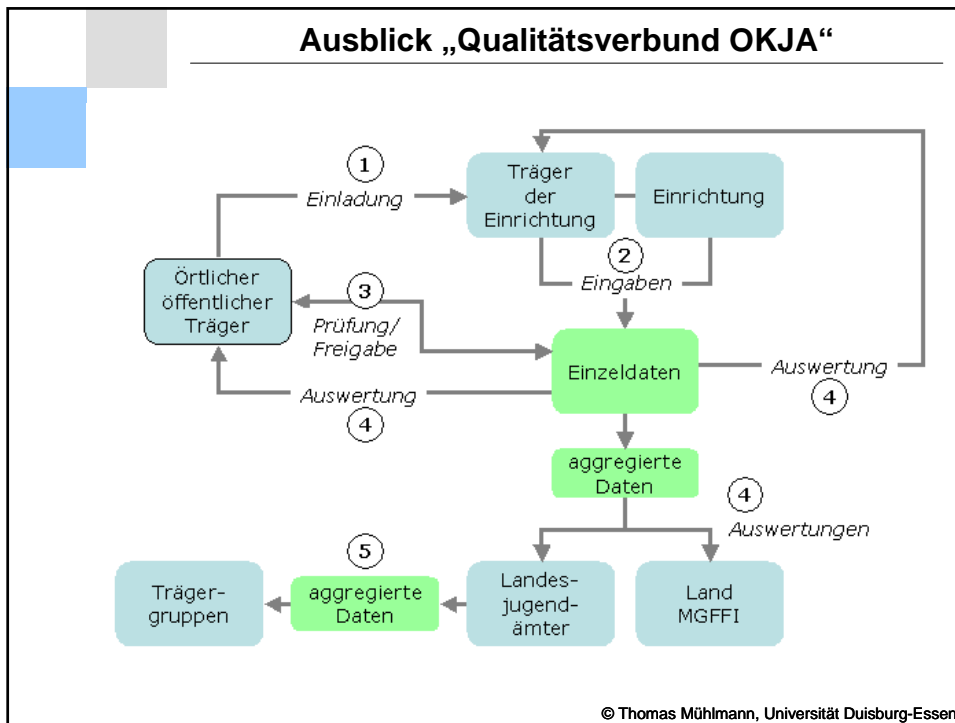 Ausblick „Qualitätsverbund OKJA“
1
Einladung
Träger
der
Einrichtung
Einrichtung
2
Eingaben
Örtlicher
öffentlicher
Träger
3
Prüfung/
Freigabe
Einzeldaten
Auswertung
4
Auswertung
4
aggregierte
Daten
4
Auswertungen
5
Träger-
gruppen
aggregierte
Daten
Landes-
jugend-
ämter
Land
MGFFI
© Thomas Mühlmann, Universität Duisburg-Essen